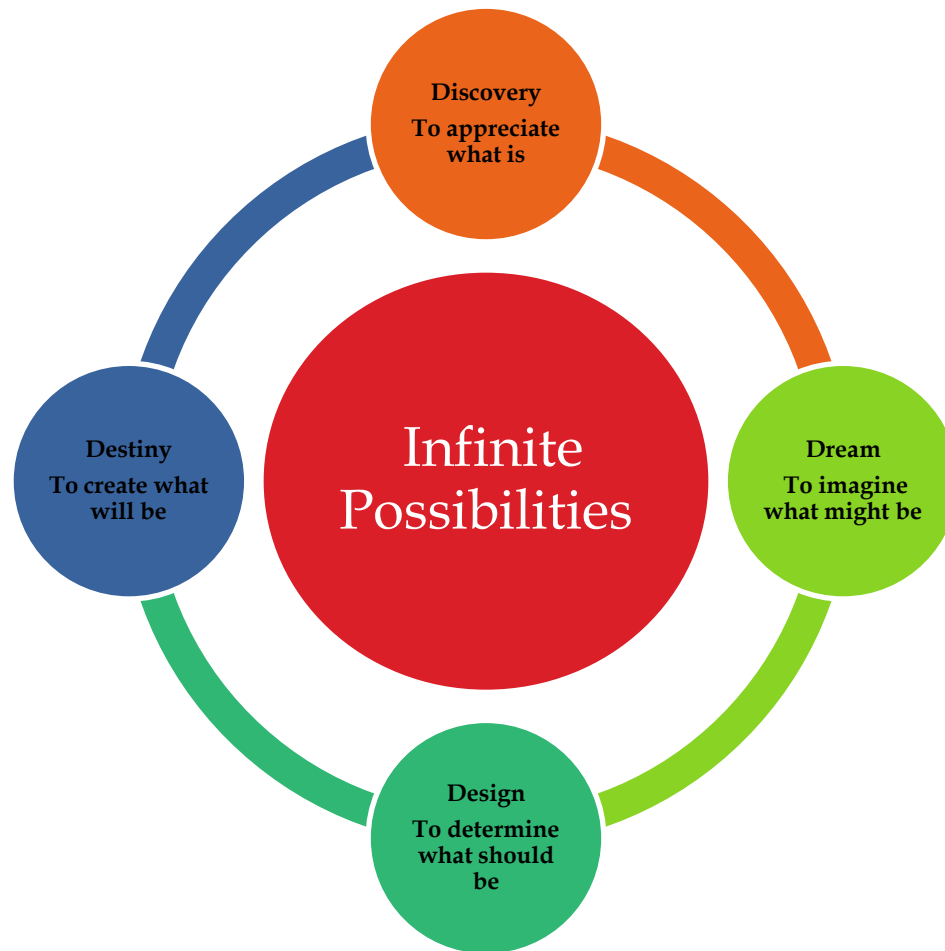 Discovery
To appreciate
what is
Destiny
To create what
will be
Infinite
Possibilities
Dream
To imagine
what might be
Design
To determine
what should
be